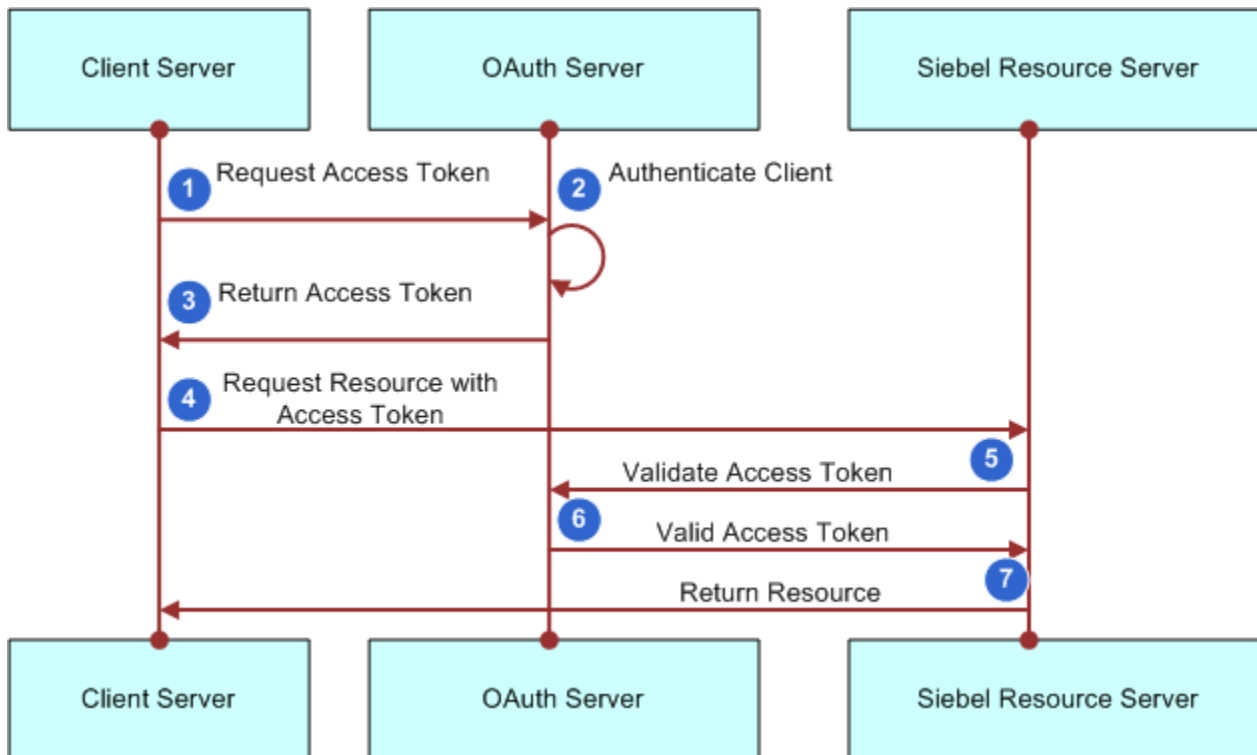 Client Server
OAuth Server
Siebel Resource Server
1
Request Access Token
2
Authenticate Client
3
Return Access Token
4
Request Resource with
Access Token
5
Validate Access Token
6
Valid Access Token
7
Return Resource
Client Server
OAuth Server
Siebel Resource Server